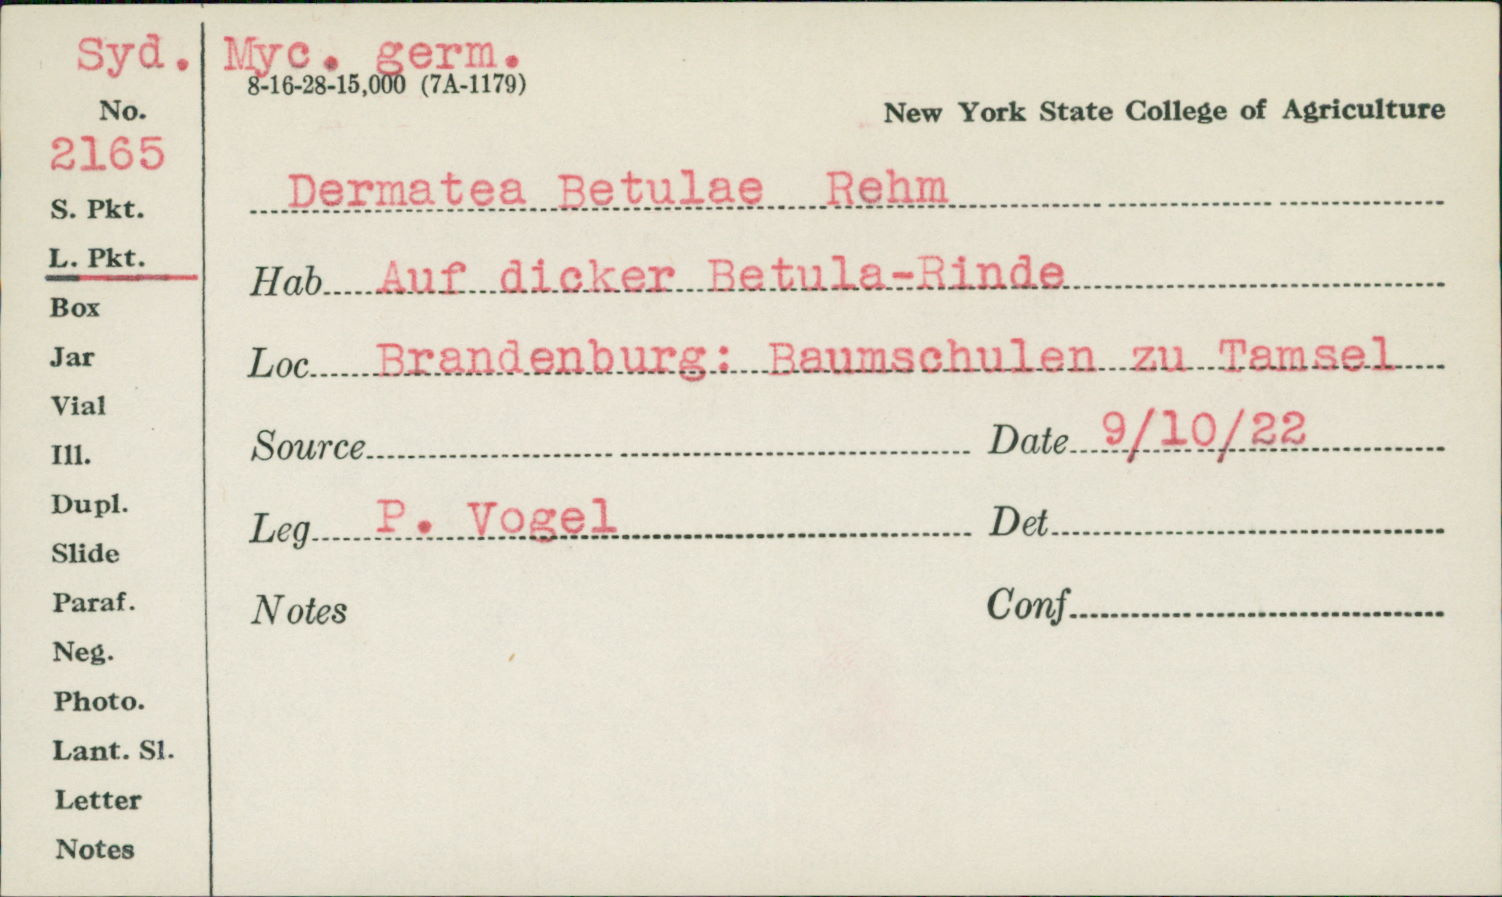 Syd. Myc. germ.
8-16-28-15,000 (7A-1179)
New York State College of Agriculture
No.
2165
S. Pkt.
L. Pkt.
Box
Jar
Vial
Ill.
Dupl.
Slide
Paraf.
Neg.
Photo.
Lant. Sl.
Letter
Notes
Dermatea Betulae Rehm
Hab. Auf dicker Betula-Rinde
Loc. Brandenburg: Baumschulen zu Tamsel
Source Date 9/10/22
Leg. P. Vogel Det.
Notes Conf.